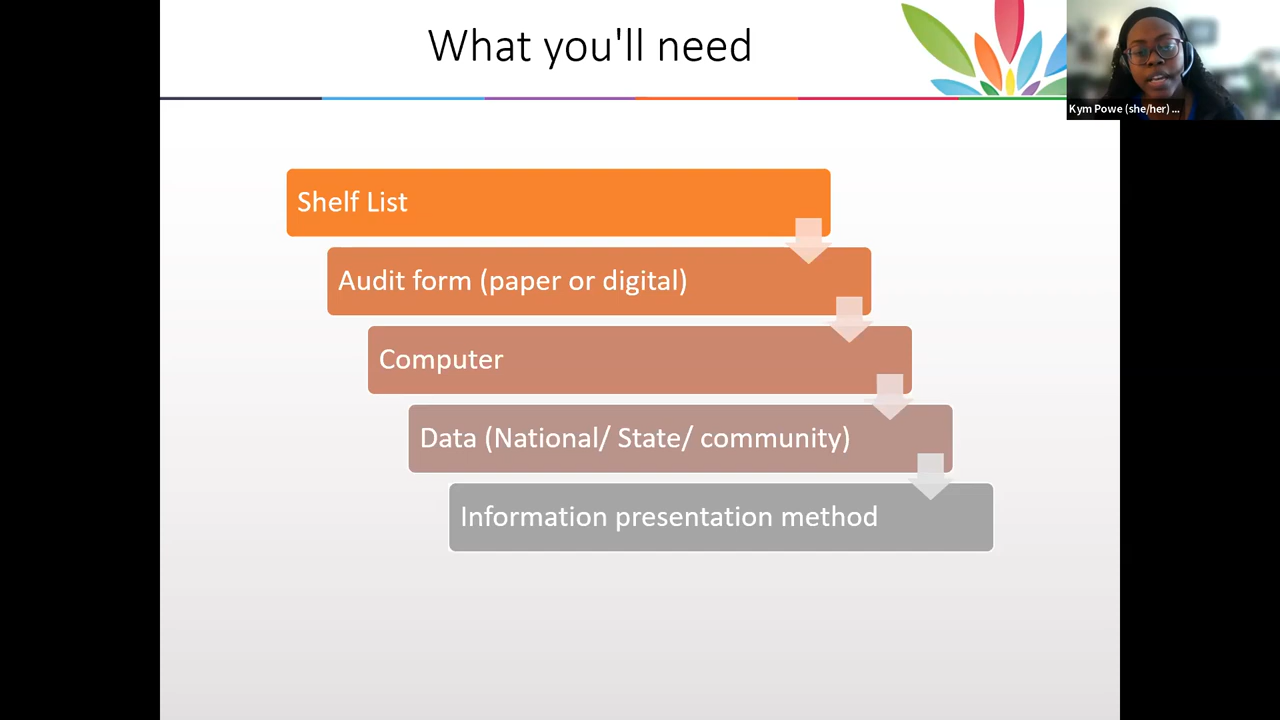 What you'll need
Kym Powe (she/her) ...
Shelf List
Audit form (paper or digital)
Computer
Data (National/ State/ community)
Information presentation method